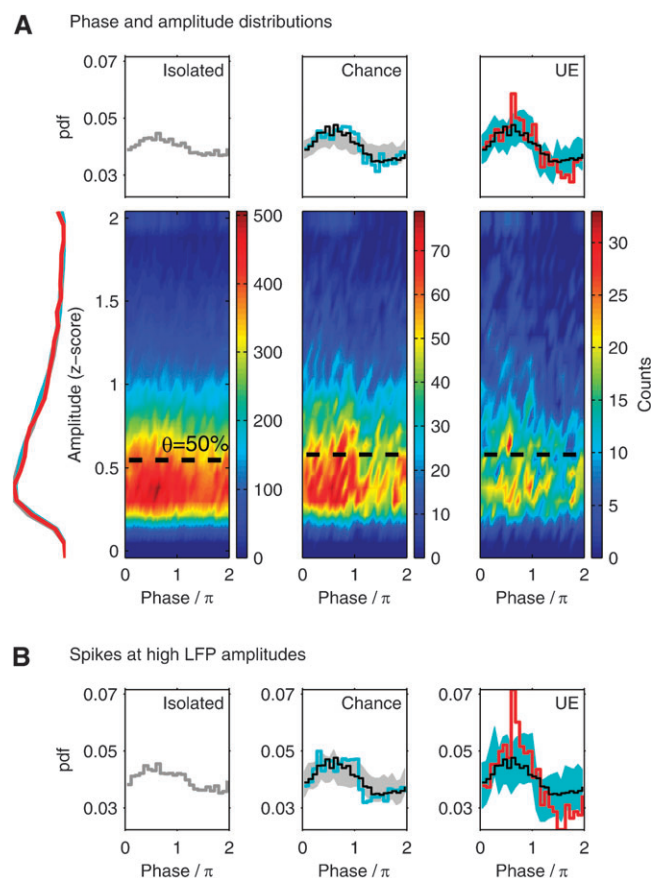 A Phase and amplitude distributions
Isolated
Chance
UE
pdf
0.07
0.05
0.03
Amplitude (z-score)
2
1.5
1
0.5
0
θ=50%
500
400
300
200
100
0
70
60
50
40
30
20
10
0
30
25
20
15
10
5
0
Counts
0 1 2
0 1 2
0 1 2
Phase / π
Phase / π
Phase / π
B Spikes at high LFP amplitudes
Isolated
Chance
UE
pdf
0.07
0.05
0.03
0 1 2
0 1 2
0 1 2
Phase / π
Phase / π
Phase / π